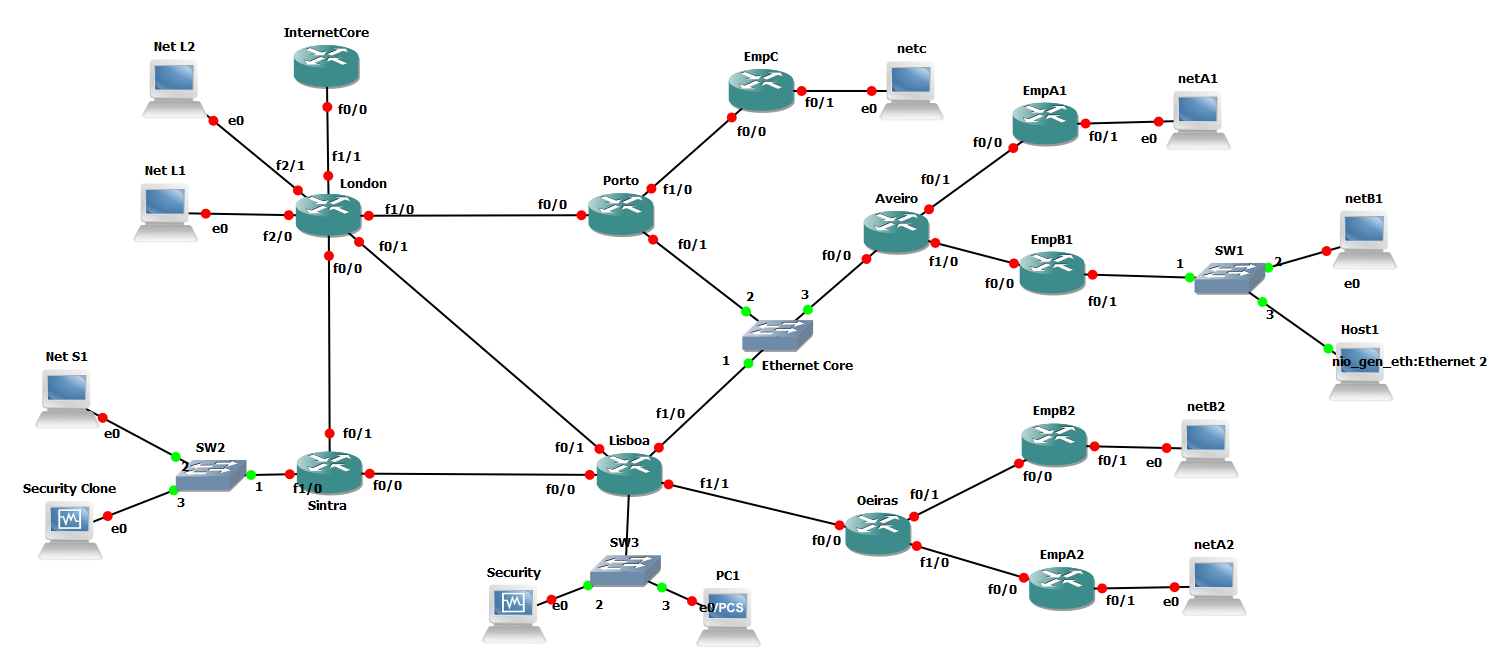 InternetCore
Net L2
EmpC
netc
f0/1
e0
netA1
EmpA1
f0/0
e0
f0/0
f0/0
f0/1
e0
f1/1
f2/1
London
Net L1
Porto
f1/0
f0/1
Aveiro
netB1
f0/0
f1/0
e0
f2/0
f0/1
f0/0
f0/1
f0/0
f1/0
EmpB1
f0/0
f0/1
SW1
1
2
e0
3
2
3
Host1
nio_gen_eth:Ethernet 2
1
Ethernet Core
Net S1
e0
f0/1
f0/1
f1/0
Lisboa
EmpB2
netB2
f0/1
e0
f0/0
SW2
2
1
3
f1/0
f0/0
Sintra
f0/0
f1/1
Security Clone
e0
Oeiras
f0/1
f0/0
f1/0
SW3
Security
e0
2
3
PC1
e0
/PCS
EmpA2
netA2
f0/0
f0/1
e0